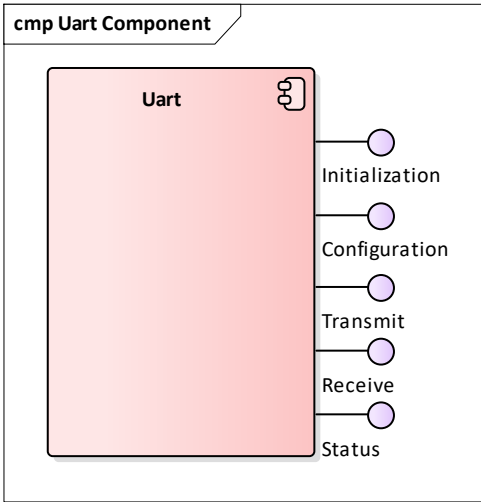 cmp Uart Component
Uart
Initialization
Configuration
Transmit
Receive
Status